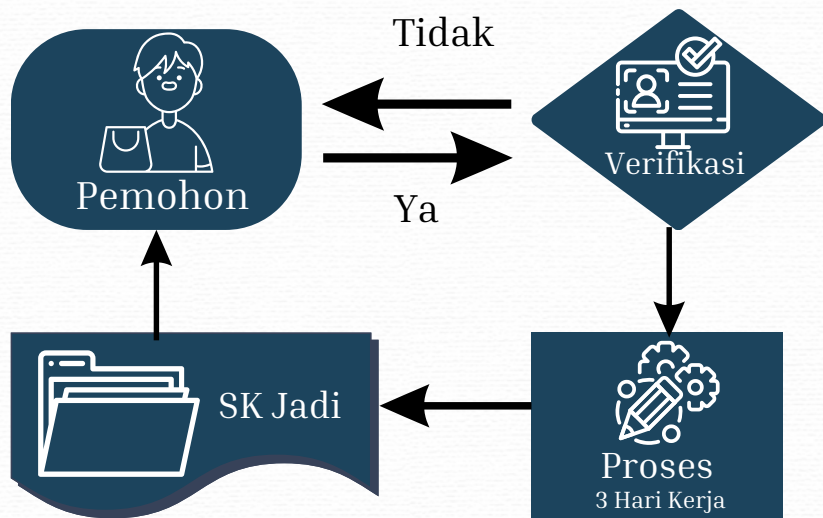 Tidak
Pemohon
Verifikasi
Ya
SK Jadi
Proses
3 Hari Kerja